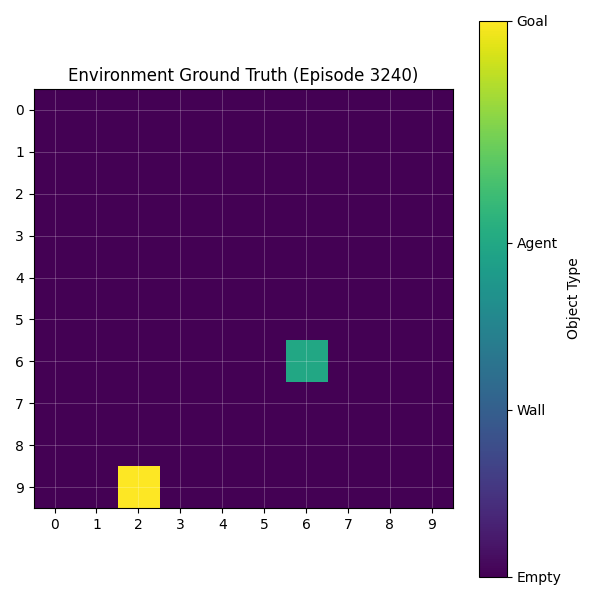 Environment Ground Truth (Episode 3240)
0
1
2
3
4
5
6
7
8
9
0 1 2 3 4 5 6 7 8 9
Goal
Agent
Wall
Empty
Object Type